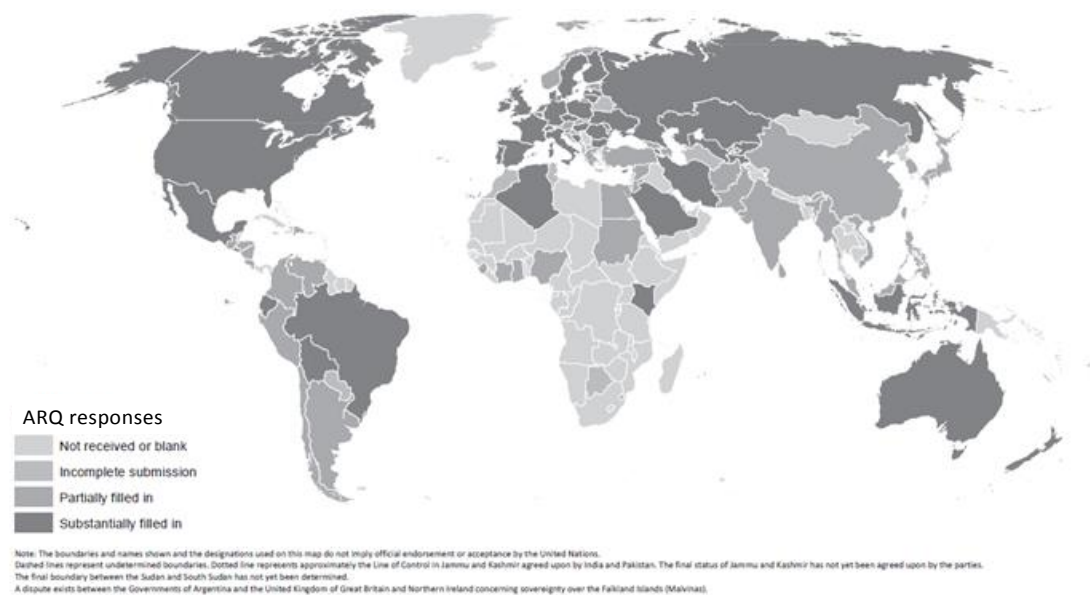 ARQ responses
Not received or blank
Incomplete submission
Partially filled in
Substantially filled in
Note: The boundaries and names shown and the designations used on this map do not imply official endorsement or acceptance by the United Nations.
Dashed lines represent undetermined boundaries. Dotted line represents approximately the Line of Control in Jammu and Kashmir agreed upon by India and Pakistan. The final status of Jammu and Kashmir has not yet been agreed upon by the parties.
The final boundary between the Sudan and South Sudan has not yet been determined.
A dispute exists between the Governments of Argentina and the United Kingdom of Great Britain and Northern Ireland concerning sovereignty over the Falkland Islands (Malvinas).